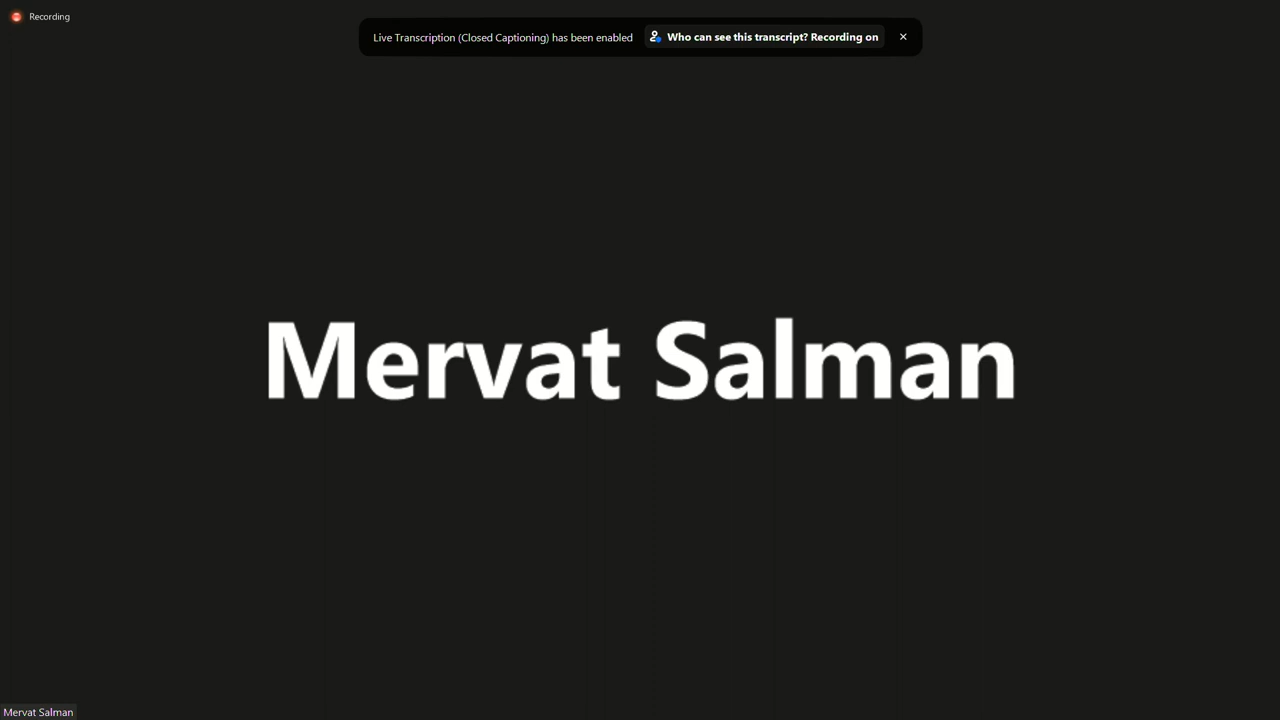 Recording
Live Transcription (Closed Captioning) has been enabled
Who can see this transcript? Recording on
Mervat Salman
Mervat Salman